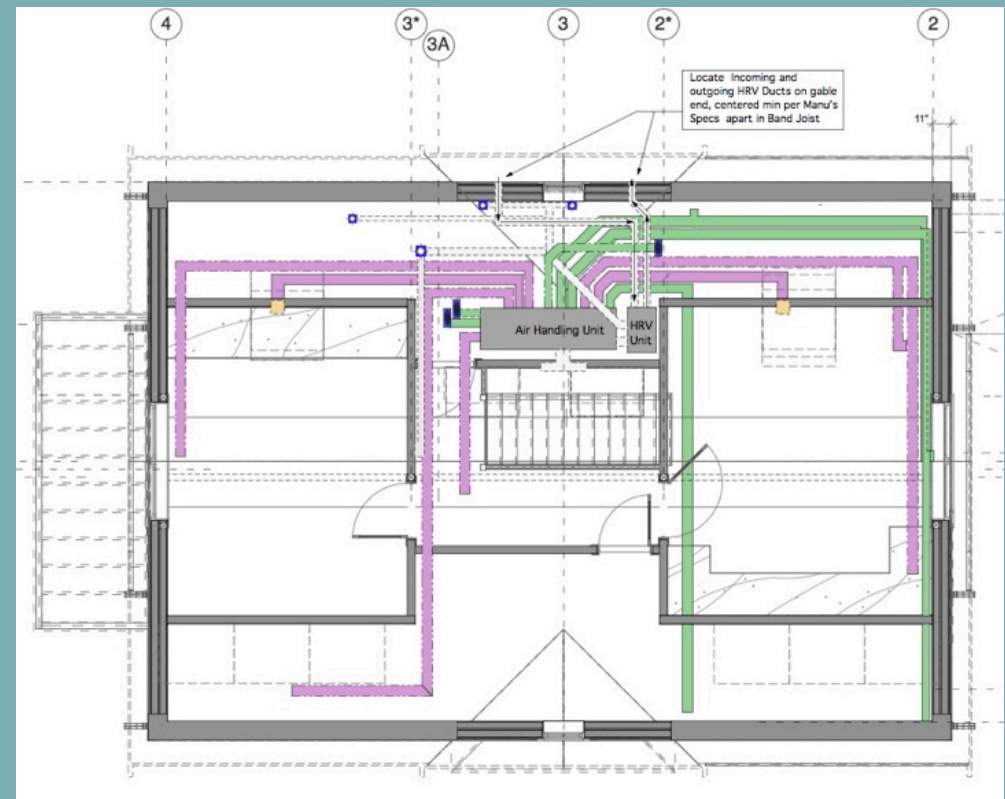 4
3*
3A
3
2*
2
Locate Incoming and
outgoing HRV Ducts on gable
end, centered min per Manu's
Specs apart in Band Joist
11"
Air Handling Unit
HRV
Unit